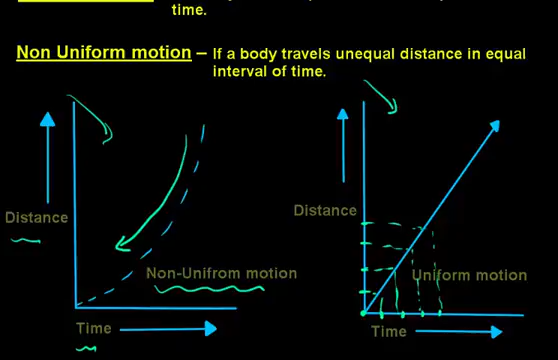 time.
Non Uniform motion – If a body travels unequal distance in equal
interval of time.
Distance
Non-Unifrom motion
Time
Distance
Uniform motion
Time